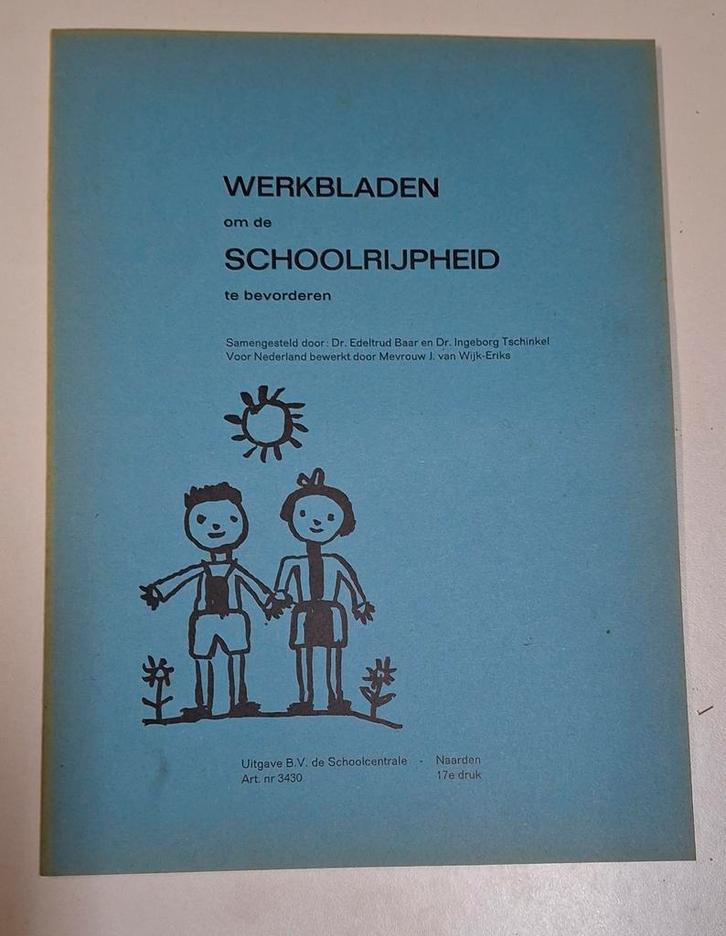 WERKBLADEN
om de
SCHOOLRIJPHEID
te bevorderen
Samengesteld door: Dr. Edeltrud Baar en Dr. Ingeborg Tschinkel
Voor Nederland bewerkt door Mevrouw J. van Wijk-Eriks
Uitgave B.V. de Schoolcentrale - Naarden
Art. nr 3430 17e druk